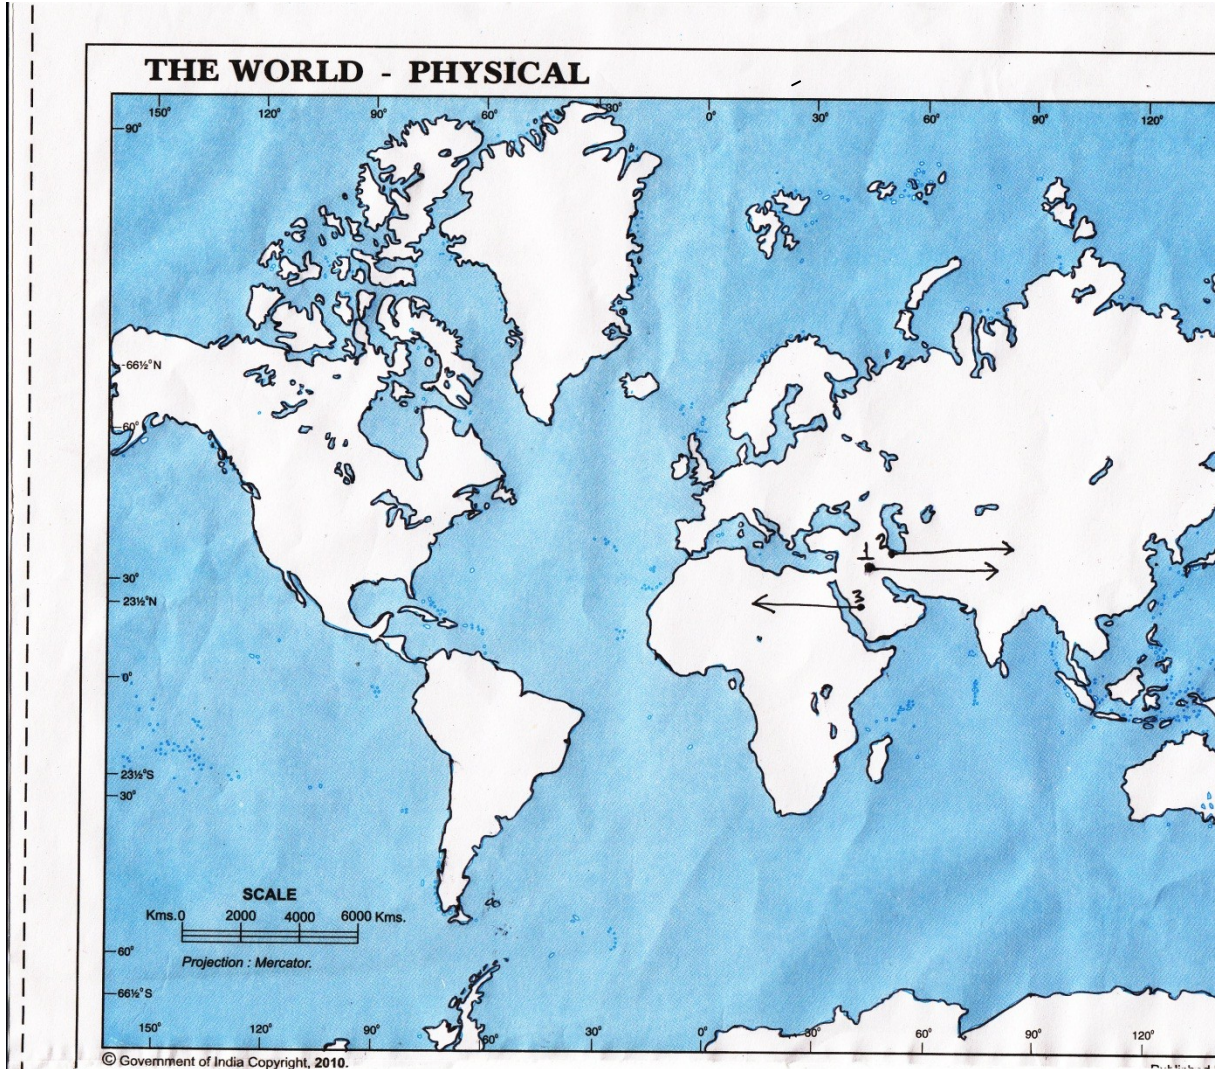 THE WORLD - PHYSICAL
150° 120° 90° 60° 30° 0° 30° 60° 90° 120°
90°
66½°N
60°
2
1
30°
23½°N
3
0°
23½°S
30°
SCALE
Kms.0 2000 4000 6000 Kms.
60°
Projection : Mercator.
66½°S
150° 120° 90° 60° 30° 0° 30° 60° 90° 120°
© Government of India Copyright, 2010.
Published